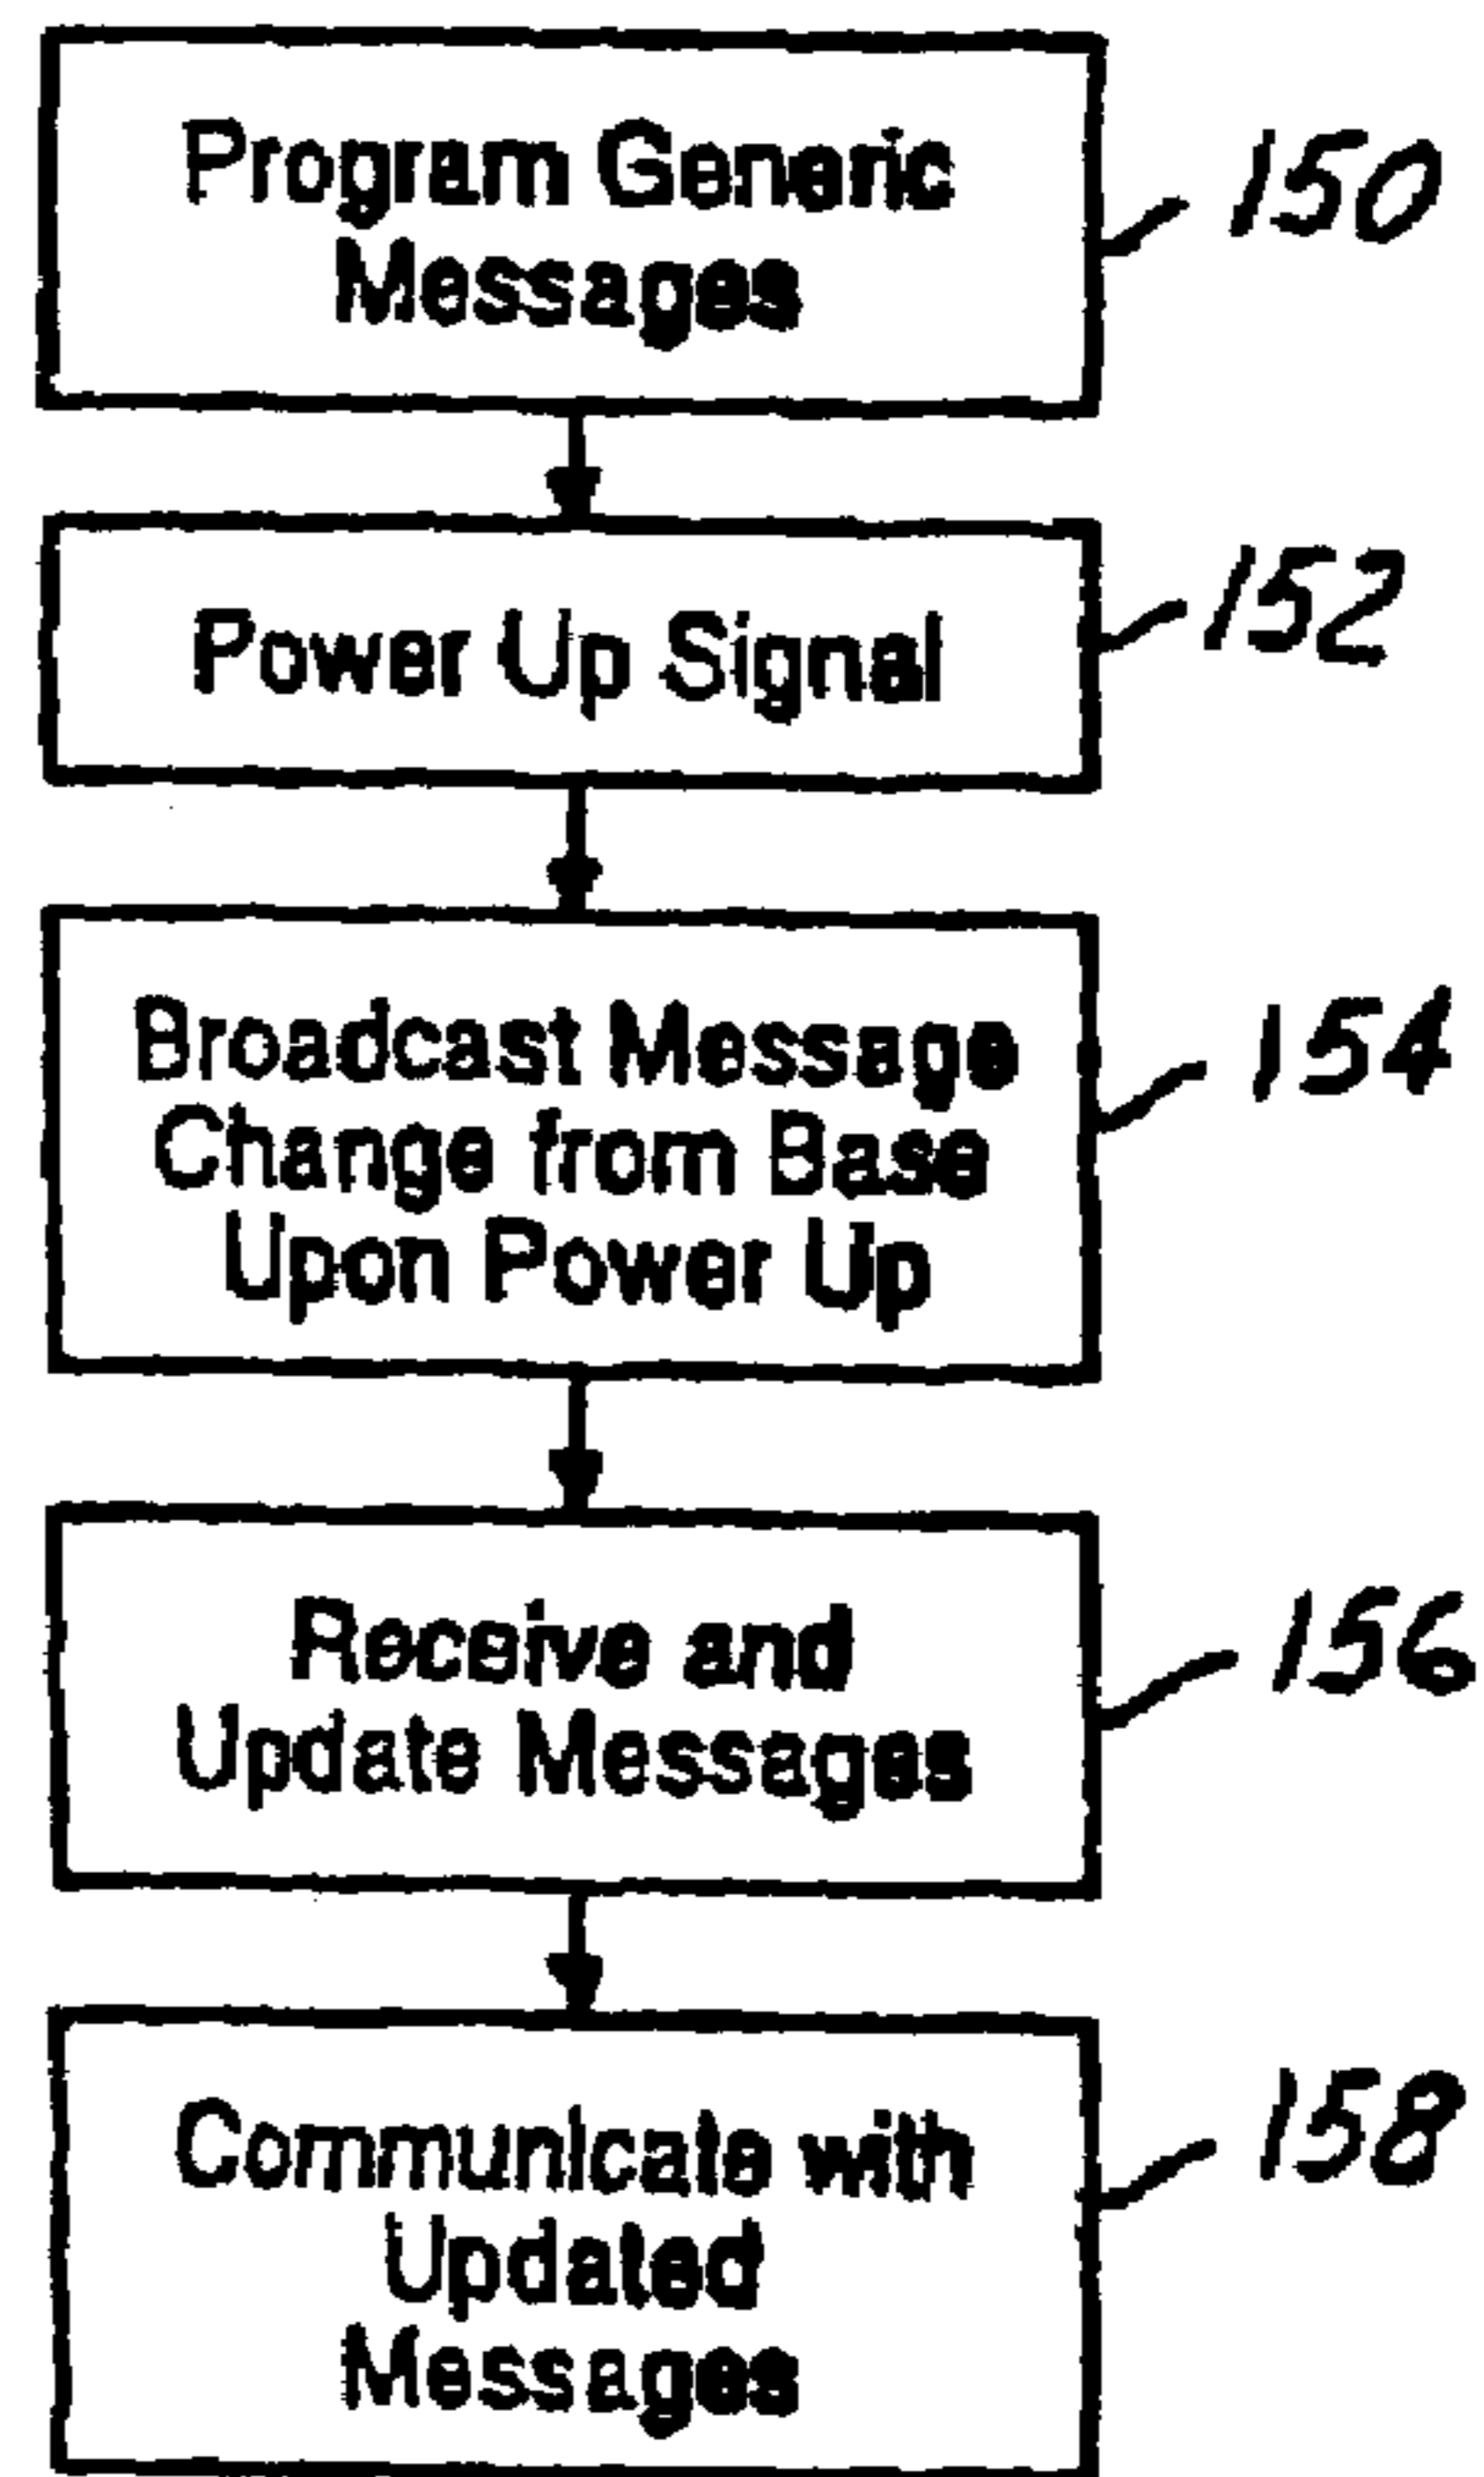 Program Generic
Messages
150
Power Up Signal
152
Broadcast Message
Change from Base
Upon Power Up
154
Receive and
Update Messages
156
Communicate with
Updated
Messages
158